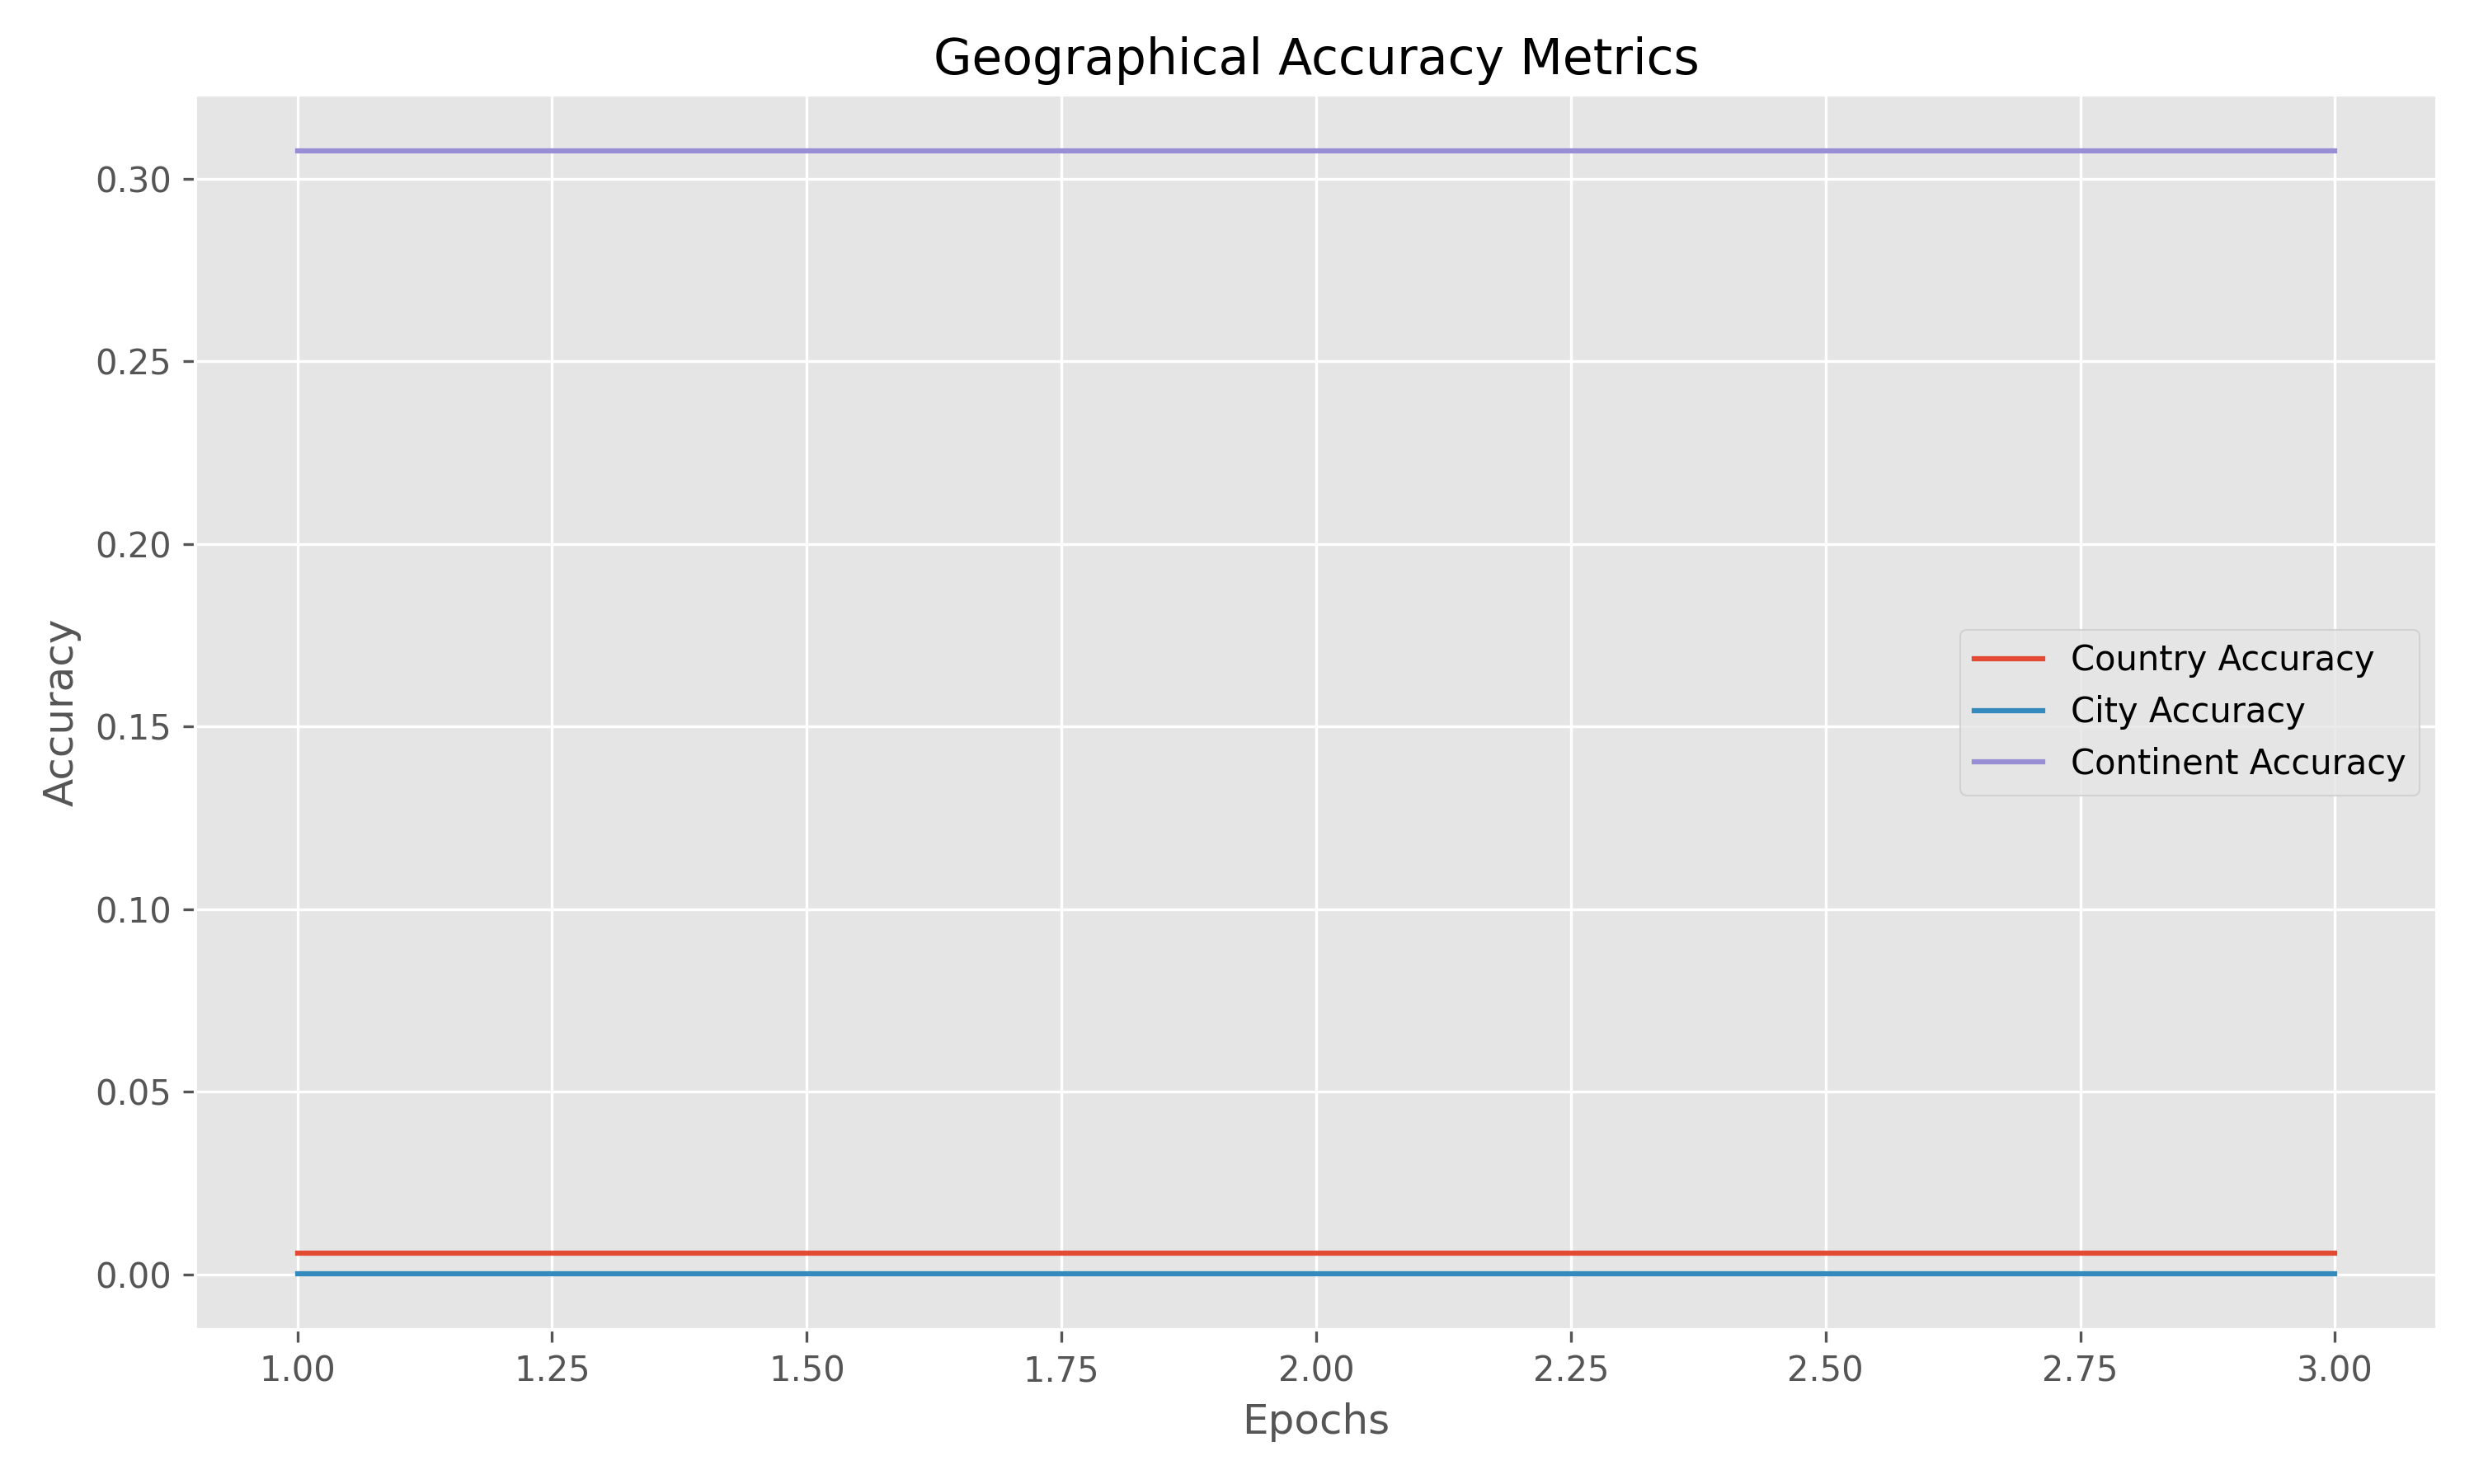 Geographical Accuracy Metrics
0.30
0.25
0.20
0.15
0.10
0.05
0.00
Accuracy
Country Accuracy
City Accuracy
Continent Accuracy
1.00 1.25 1.50 1.75 2.00 2.25 2.50 2.75 3.00
Epochs